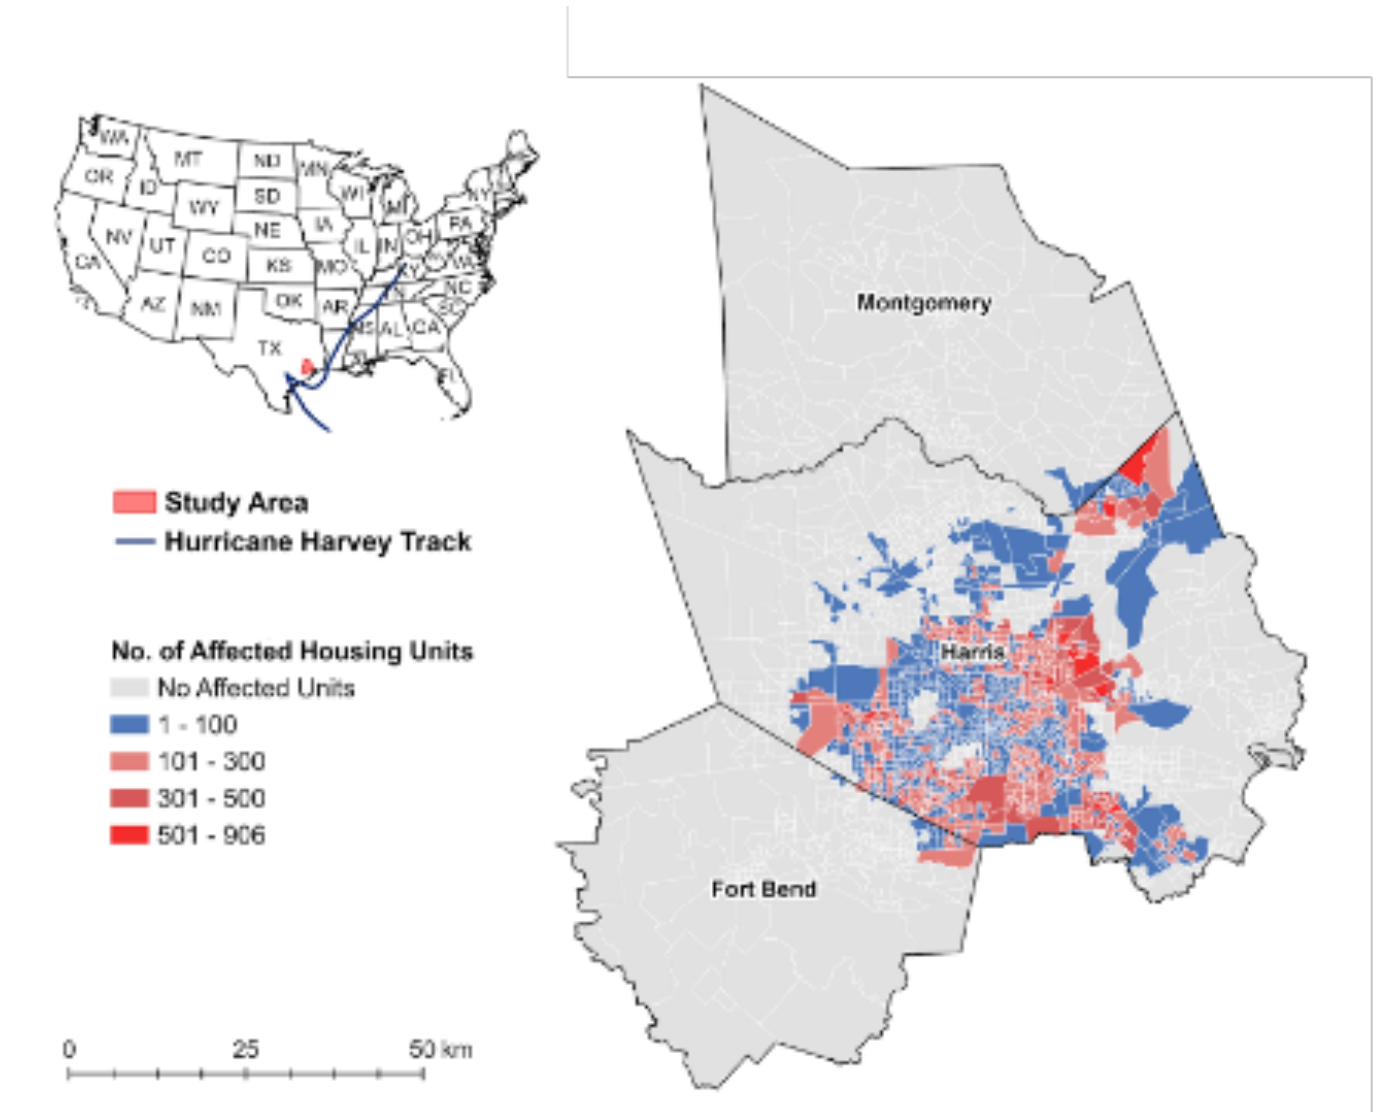 WA
MT
ND
MN
OR
ID
SD
WI
MI
NY
WY
IA
PA
NE
NV
UT
IL
IN
OH
CO
CA
KS
MO
KY
VA
NC
AZ
NM
OK
AR
SC
MS
AL
GA
TX
FL
Study Area
Hurricane Harvey Track
No. of Affected Housing Units
No Affected Units
1 - 100
101 - 300
301 - 500
501 - 906
0 25 50 km
Montgomery
Harris
Fort Bend